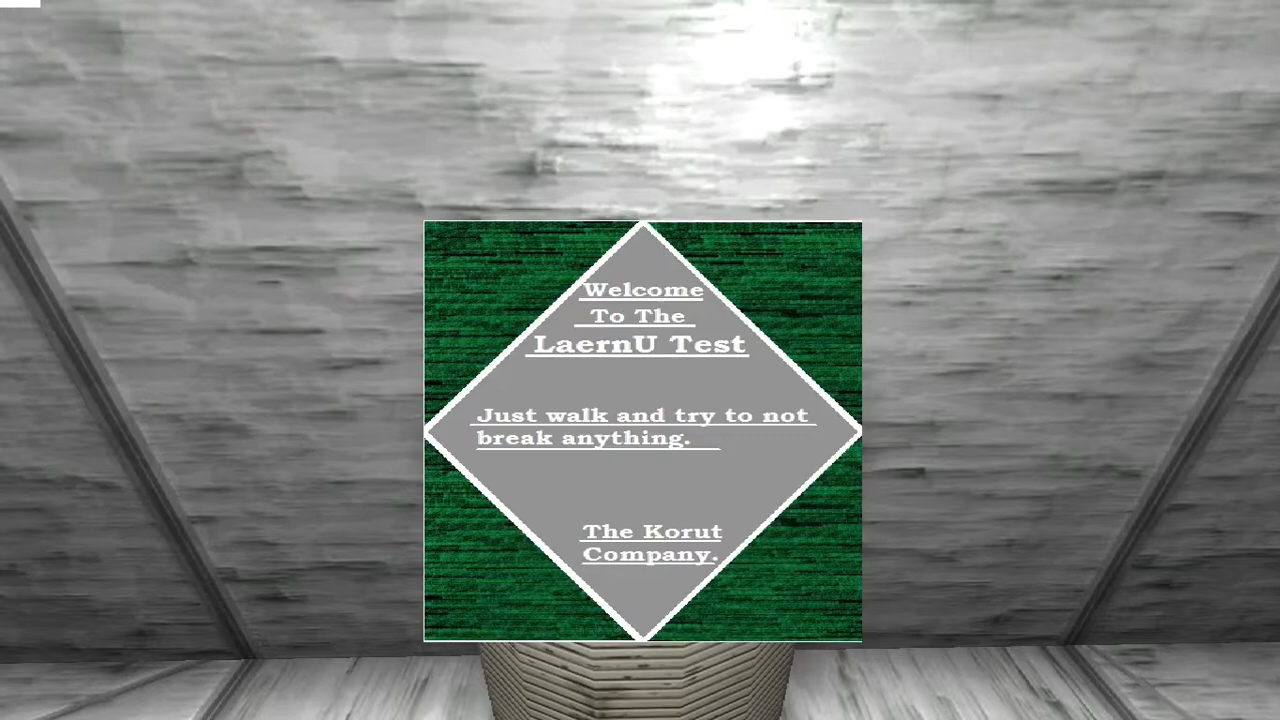 Welcome
To The
LaernU Test
Just walk and try to not
break anything.
The Korut
Company.